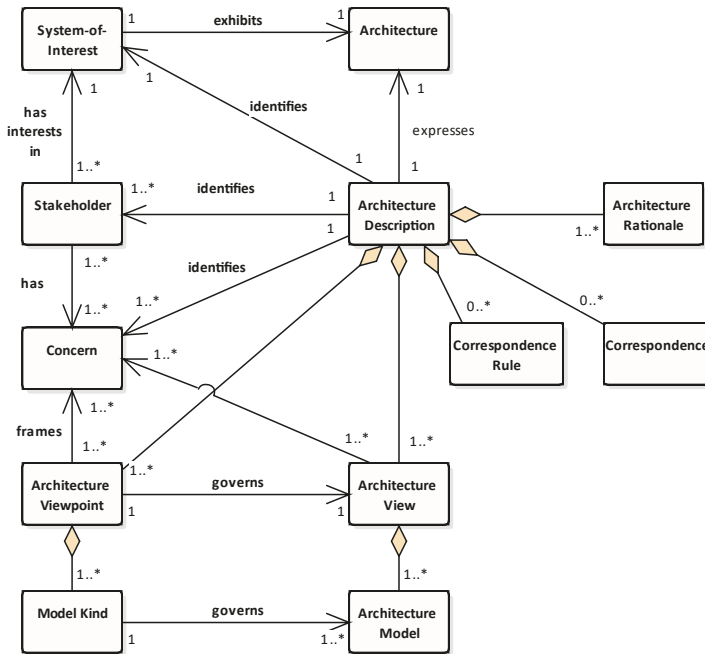 System-of-
Interest
1
exhibits
1
Architecture
1
1
1
has
interests
in
identifies
expresses
1..*
1
1
Stakeholder
1..*
identifies
1
Architecture
Description
1..*
Architecture
Rationale
1..*
has
1..*
identifies
1
1..*
0..*
0..*
Concern
1..*
Correspondence
Rule
Correspondence
1..*
frames
1..*
1..*
1..*
1..*
Architecture
Viewpoint
1
governs
1
Architecture
View
1..*
1..*
Model Kind
1
governs
1..*
Architecture
Model